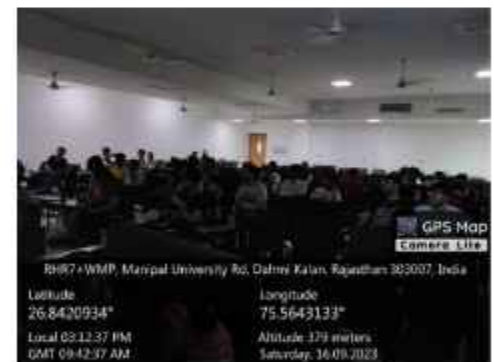 GPS Map
Camera Lite
RHR7+WMP, Manipal University Rd, Dahmi Kalan, Rajasthan 303007, India
Latitude
26.8420934°
Longitude
75.5643133°
Local 03:12:37 PM
GMT 09:42:37 AM
Altitude 379 meters
Saturday, 16.09.2023